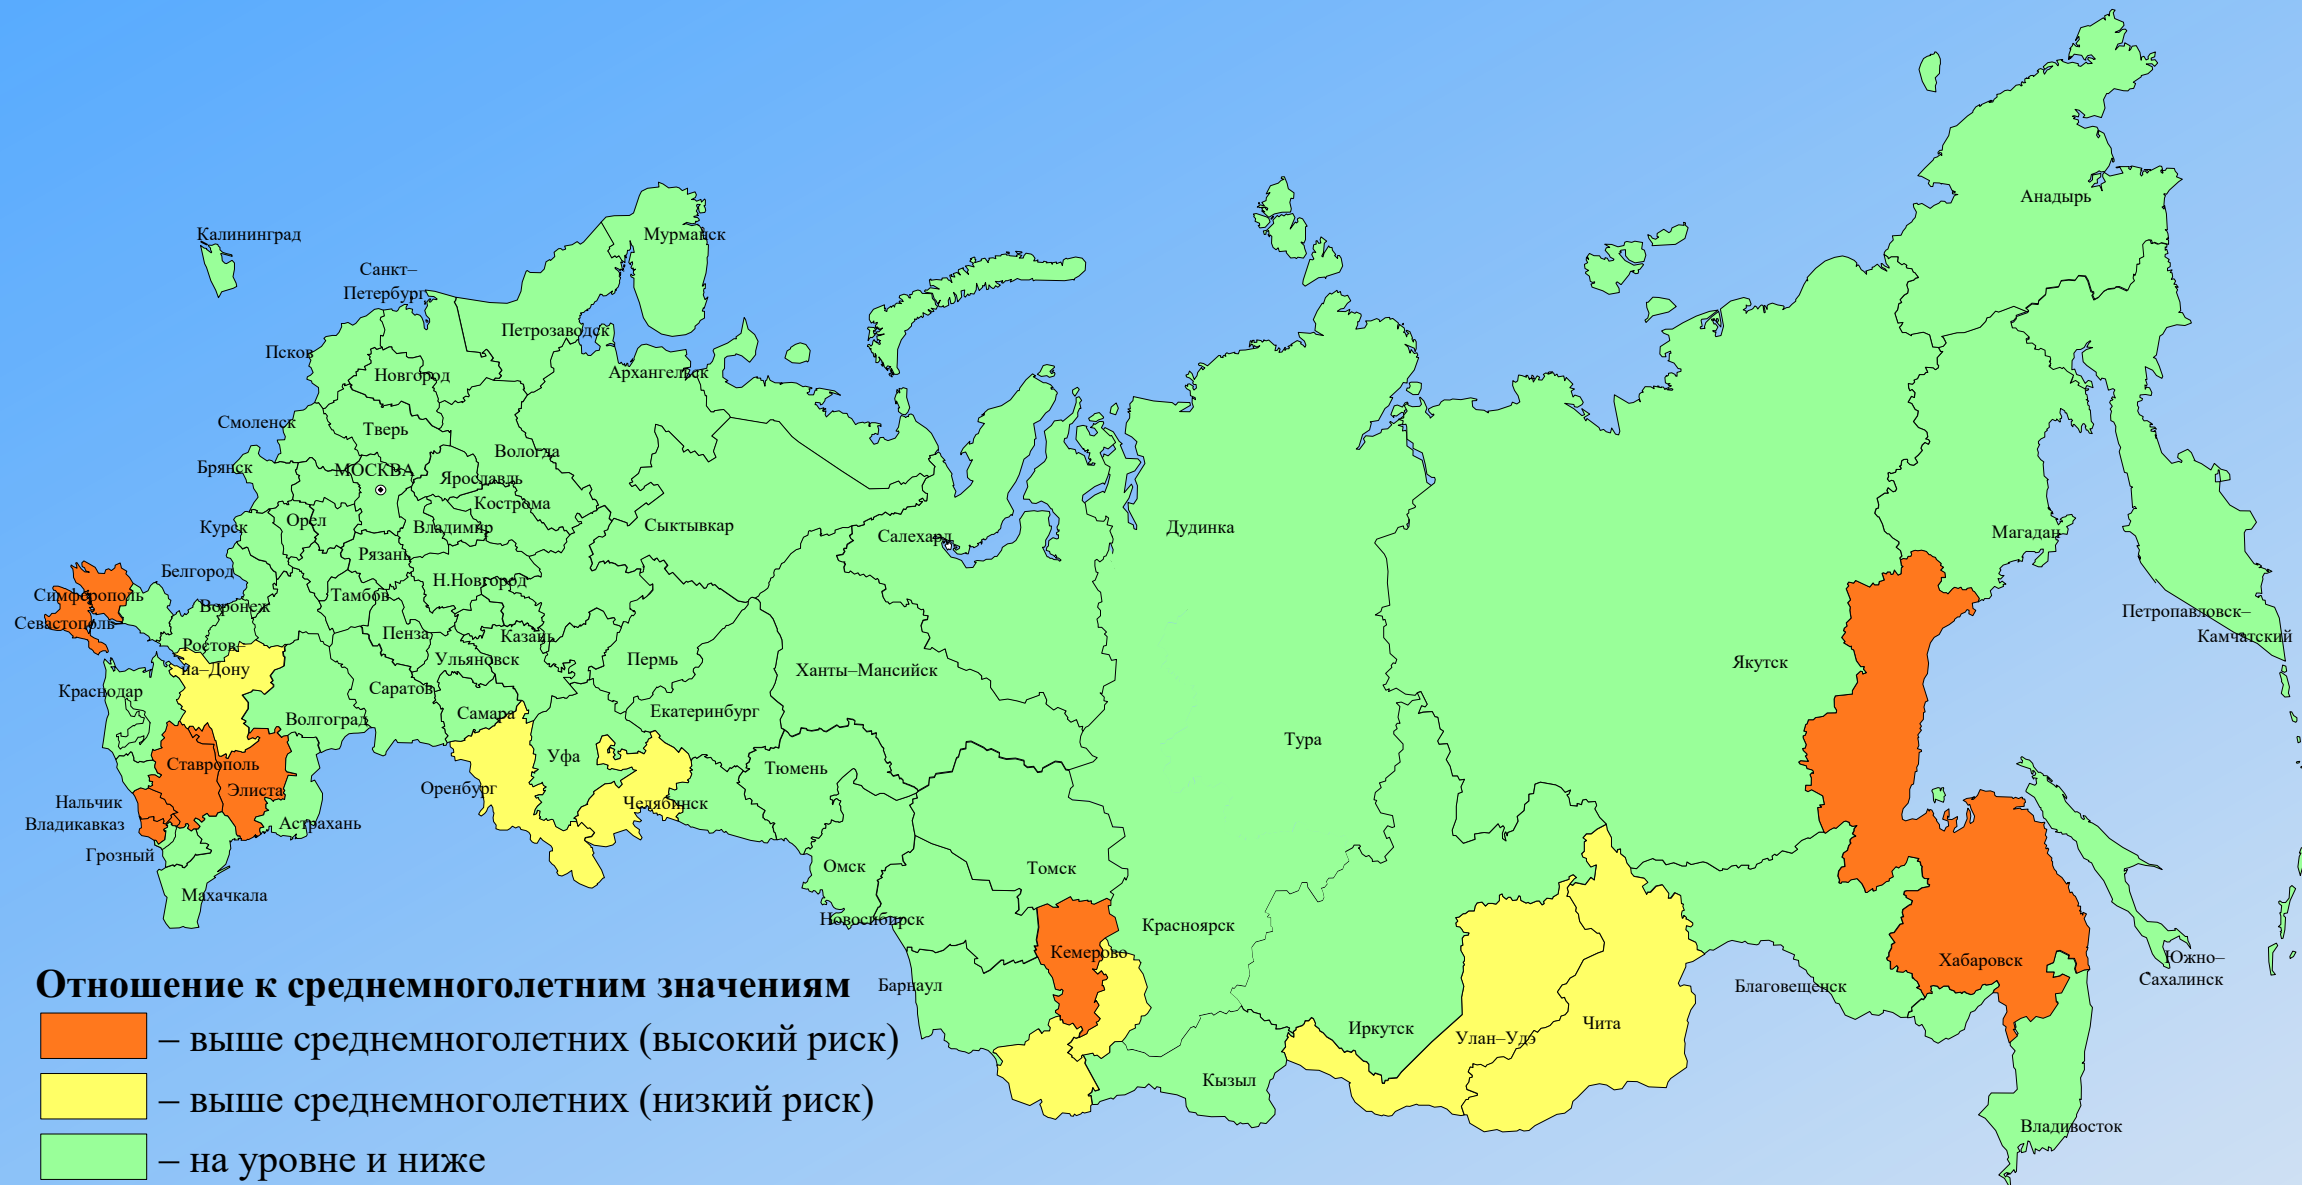 Анадырь
Калининград
Мурманск
Санкт–
Петербург
Петрозаводск
Псков
Архангельск
Новгород
Смоленск
Тверь
Вологда
Брянск
МОСКВА
Ярославль
Кострома
Курск
Орел
Владимир
Сыктывкар
Салехард
Дудинка
Магадан
Рязань
Белгород
Н.Новгород
Симферополь
Тамбов
Воронеж
Петропавловск–
Камчатский
Севастополь
Пенза
Казань
Ростов–
на–Дону
Ульяновск
Пермь
Ханты–Мансийск
Якутск
Краснодар
Саратов
Самара
Екатеринбург
Волгоград
Тура
Уфа
Ставрополь
Тюмень
Элиста
Оренбург
Челябинск
Нальчик
Владикавказ
Астрахань
Грозный
Омск
Томск
Махачкала
Новосибирск
Красноярск
Кемерово
Хабаровск
Южно–
Сахалинск
Барнаул
Благовещенск
Иркутск
Улан–Удэ
Чита
Кызыл
Владивосток
Отношение к среднемноголетним значениям
– выше среднемноголетних (высокий риск)
– выше среднемноголетних (низкий риск)
– на уровне и ниже